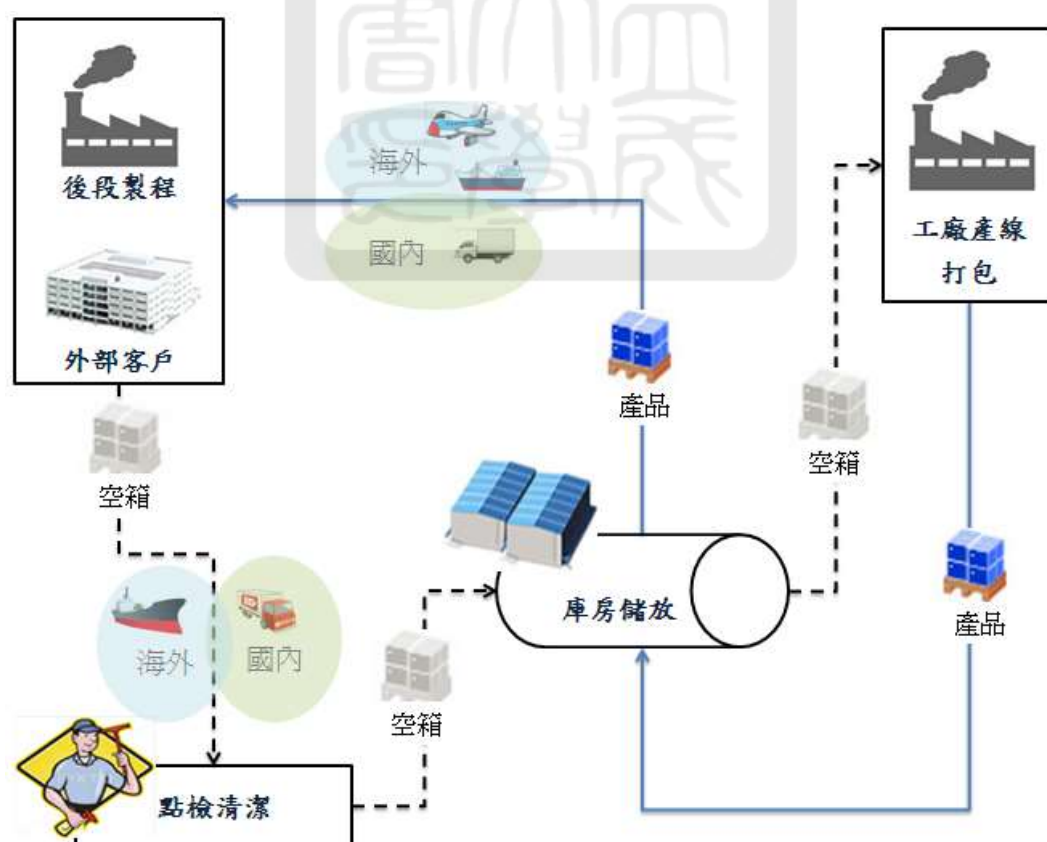 後段製程
外部客戶
海外
國內
工廠產線
打包
產品
空箱
空箱
庫房儲放
產品
海外
國內
空箱
點檢清潔